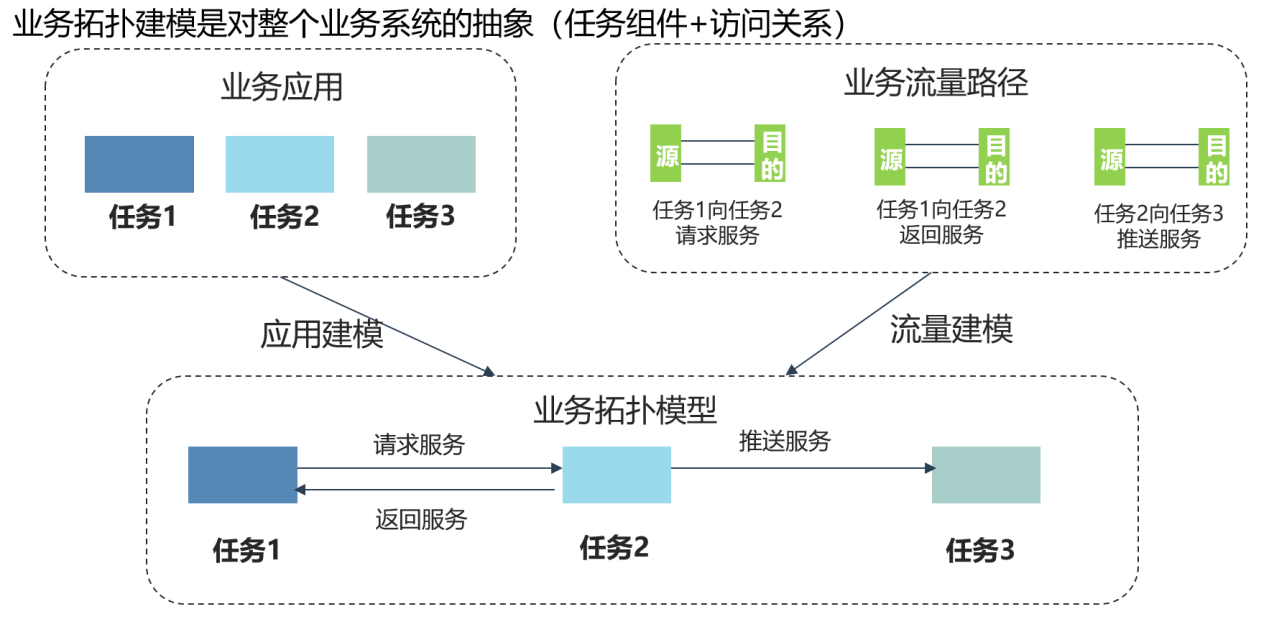 业务拓扑建模是对整个业务系统的抽象（任务组件+访问关系）
业务应用
任务1
任务2
任务3
业务流量路径
源
目的
任务1向任务2
请求服务
源
目的
任务1向任务2
返回服务
源
目的
任务2向任务3
推送服务
应用建模
流量建模
业务拓扑模型
请求服务
推送服务
返回服务
任务1
任务2
任务3